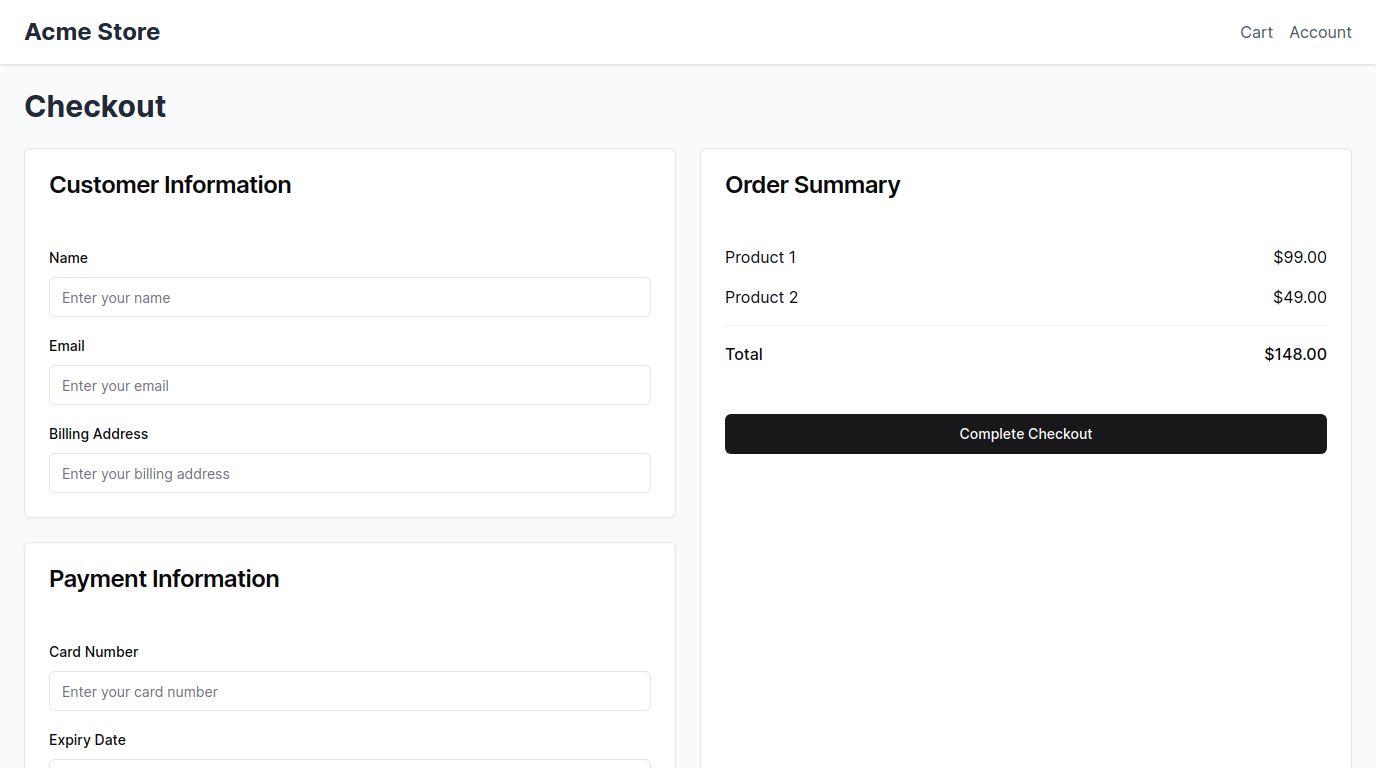 Acme Store
Cart Account
Checkout
Customer Information
Name
Enter your name
Email
Enter your email
Billing Address
Enter your billing address
Payment Information
Card Number
Enter your card number
Expiry Date
Order Summary
Product 1 $99.00
Product 2 $49.00
Total $148.00
Complete Checkout